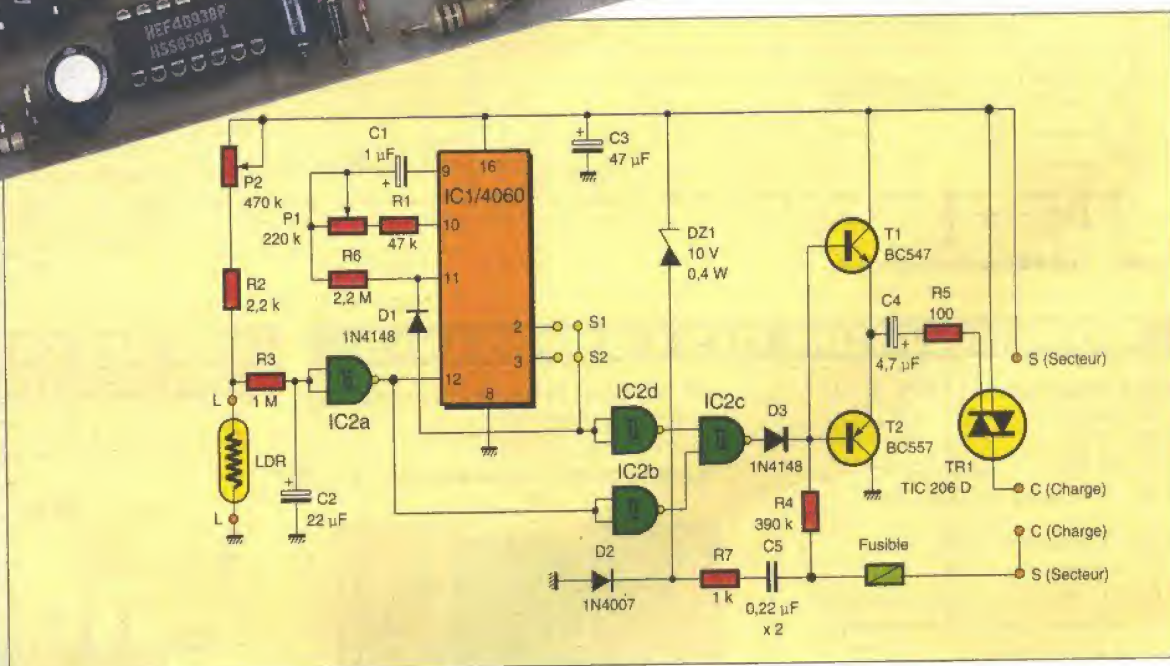 HEF4093BP
HSS8506 1
P2
470 k
C1
1 µF
+
9
16
IC1/4060
P1
220 k
R1
47 k
10
R6
2,2 M
11
R2
2,2 k
D1
1N4148
2
3
S1
S2
R3
1 M
L
IC2a
12
8
LDR
L
+
C2
22 µF
+
C3
47 µF
DZ1
10 V
0,4 W
T1
BC547
C4
+
4,7 µF
R5
100
S (Secteur)
IC2d
IC2c
IC2b
D3
1N4148
T2
BC557
TR1
TIC 206 D
C (Charge)
C (Charge)
R4
390 k
Fusible
S (Secteur)
D2
1N4007
R7
1 k
C5
0,22 µF
x 2